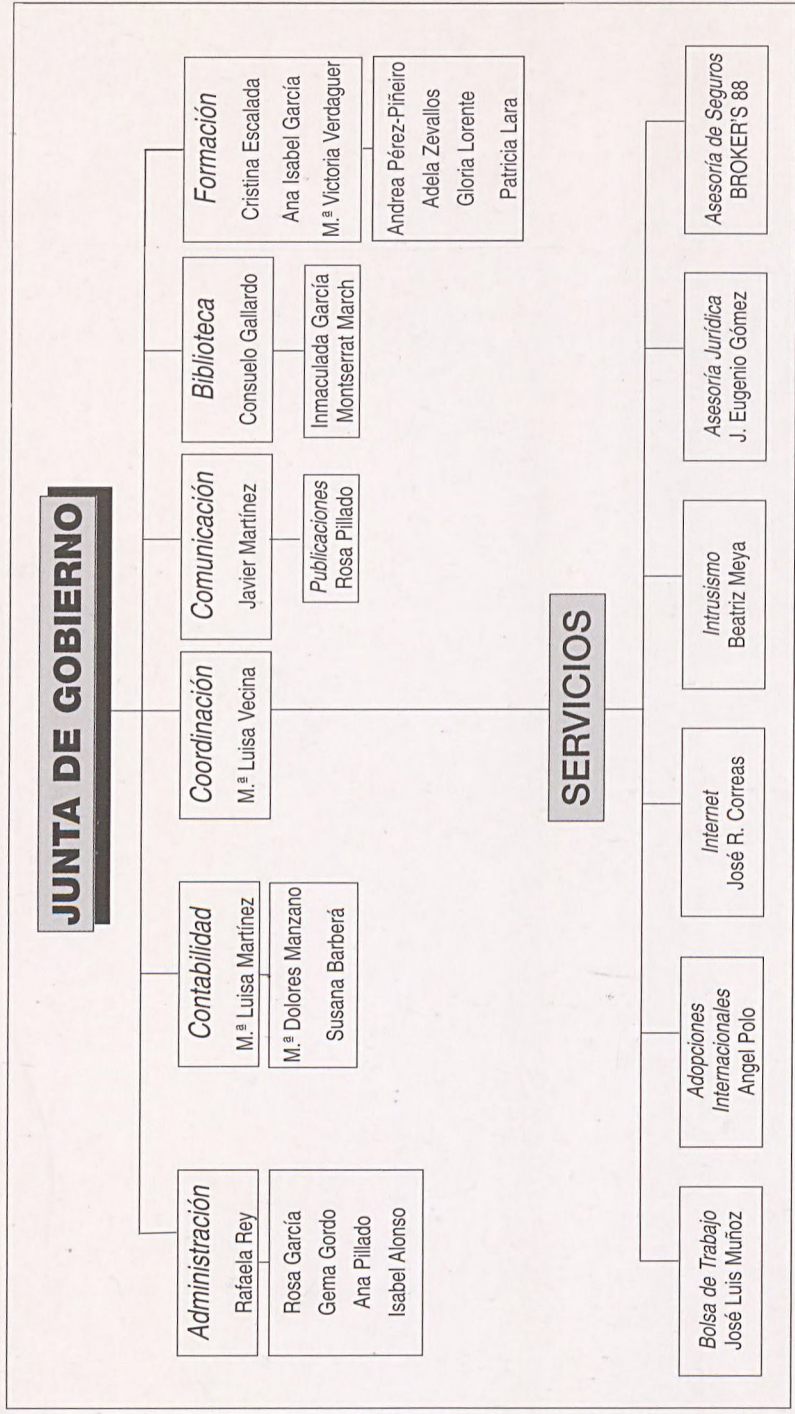 JUNTA DE GOBIERNO
Administración
Rafaela Rey
Rosa García
Gema Gordo
Ana Pillado
Isabel Alonso
Contabilidad
M.ª Luisa Martínez
M.ª Dolores Manzano
Susana Barberá
Coordinación
M.ª Luisa Vecina
Comunicación
Javier Martínez
Publicaciones
Rosa Pillado
Biblioteca
Consuelo Gallardo
Inmaculada García
Montserrat March
Formación
Cristina Escalada
Ana Isabel García
M.ª Victoria Verdaguer
Andrea Pérez-Piñeiro
Adela Zevallos
Gloria Lorente
Patricia Lara
SERVICIOS
Bolsa de Trabajo
José Luis Muñoz
Adopciones
Internacionales
Angel Polo
Internet
José R. Correas
Intrusismo
Beatriz Meya
Asesoría Jurídica
J. Eugenio Gómez
Asesoría de Seguros
BROKER'S 88